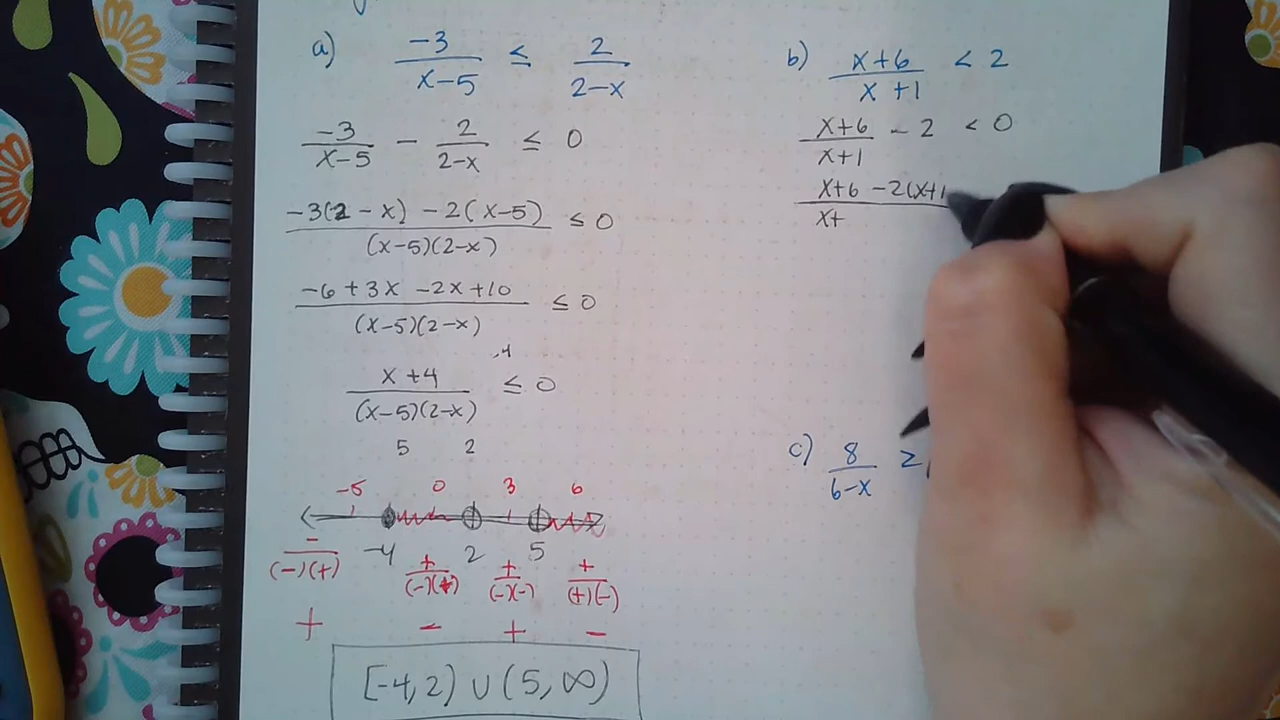 a) -3/(x-5) ≤ 2/(2-x)
-3/(x-5) - 2/(2-x) ≤ 0
(-3(2-x) - 2(x-5))/((x-5)(2-x)) ≤ 0
(-6+3x-2x+10)/((x-5)(2-x)) ≤ 0
-4
(x+4)/((x-5)(2-x)) ≤ 0
5 2
-5 0 3 6
-4 2 5
-/((-)(+)) +/((-)(+)) +/((-)(-)) +/((+)(-))
+ - + -
[-4,2) ∪ (5,∞)
b) (x+6)/(x+1) < 2
(x+6)/(x+1) - 2 < 0
(x+6-2(x+1)/(x+
c) 8/(6-x) ≥